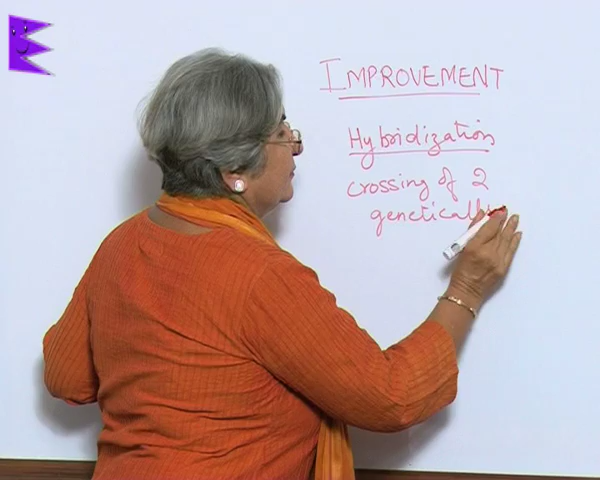 IMPROVEMENT
Hybridization
crossing of 2
genetically